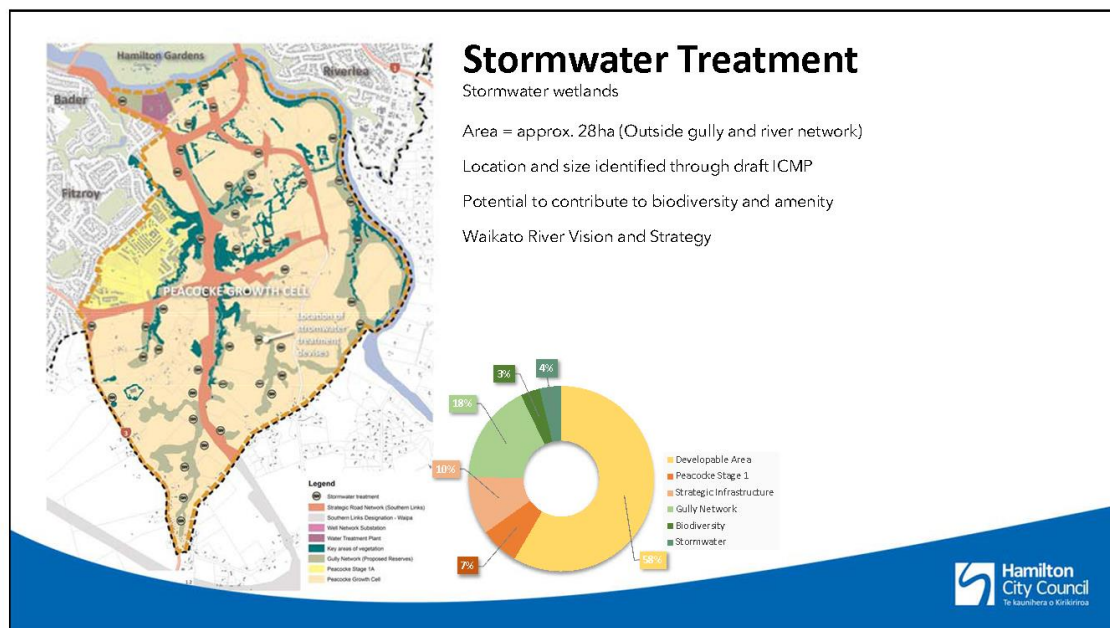 Stormwater Treatment
Stormwater wetlands
Area = approx. 28ha (Outside gully and river network)
Location and size identified through draft ICMP
Potential to contribute to biodiversity and amenity
Waikato River Vision and Strategy
Hamilton Gardens
Riverlea
Bader
Fitzroy
PEACOCKE GROWTH CELL
Location of
stromwater
treatment
devises
1
3
Legend
Stormwater treatment
Strategic Road Network (Southern Links)
Southern Links Designation - Waipa
Well Network Substation
Water Treatment Plant
Key areas of vegetation
Gully Network (Proposed Reserves)
Peacocke Stage 1A
Peacocke Growth Cell
4%
3%
18%
10%
7%
58%
Developable Area
Peacocke Stage 1
Strategic Infrastructure
Gully Network
Biodiversity
Stormwater
Hamilton
City Council
Te kaunihera o Kirikiriroa